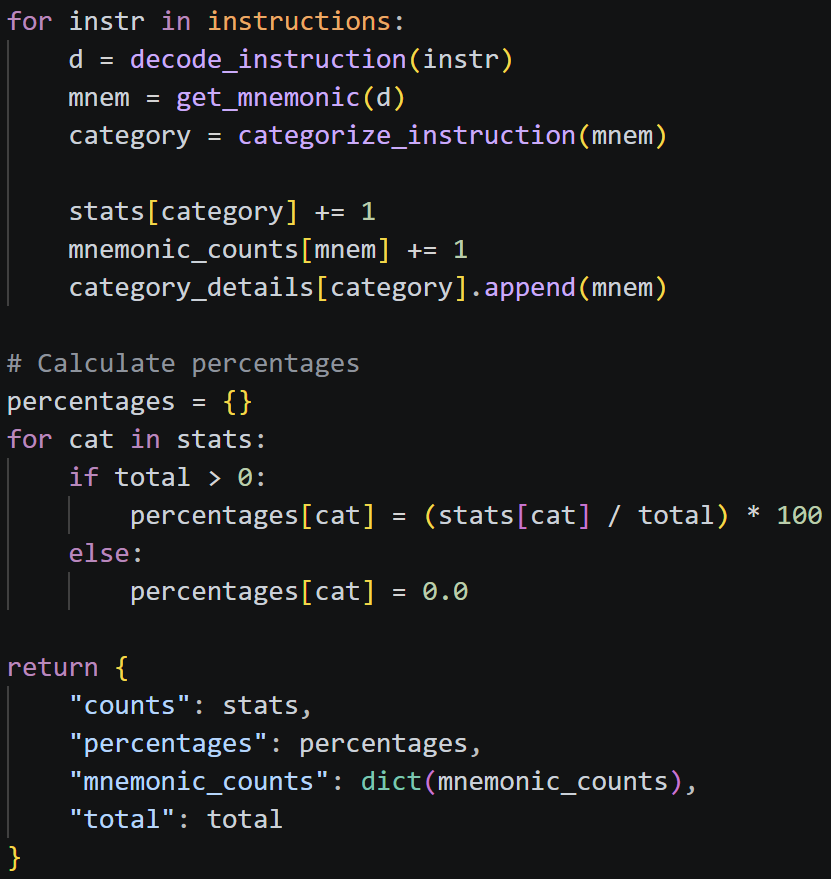 for instr in instructions:
    d = decode_instruction(instr)
    mnem = get_mnemonic(d)
    category = categorize_instruction(mnem)

    stats[category] += 1
    mnemonic_counts[mnem] += 1
    category_details[category].append(mnem)

# Calculate percentages
percentages = {}
for cat in stats:
    if total > 0:
        percentages[cat] = (stats[cat] / total) * 100
    else:
        percentages[cat] = 0.0

return {
    "counts": stats,
    "percentages": percentages,
    "mnemonic_counts": dict(mnemonic_counts),
    "total": total
}